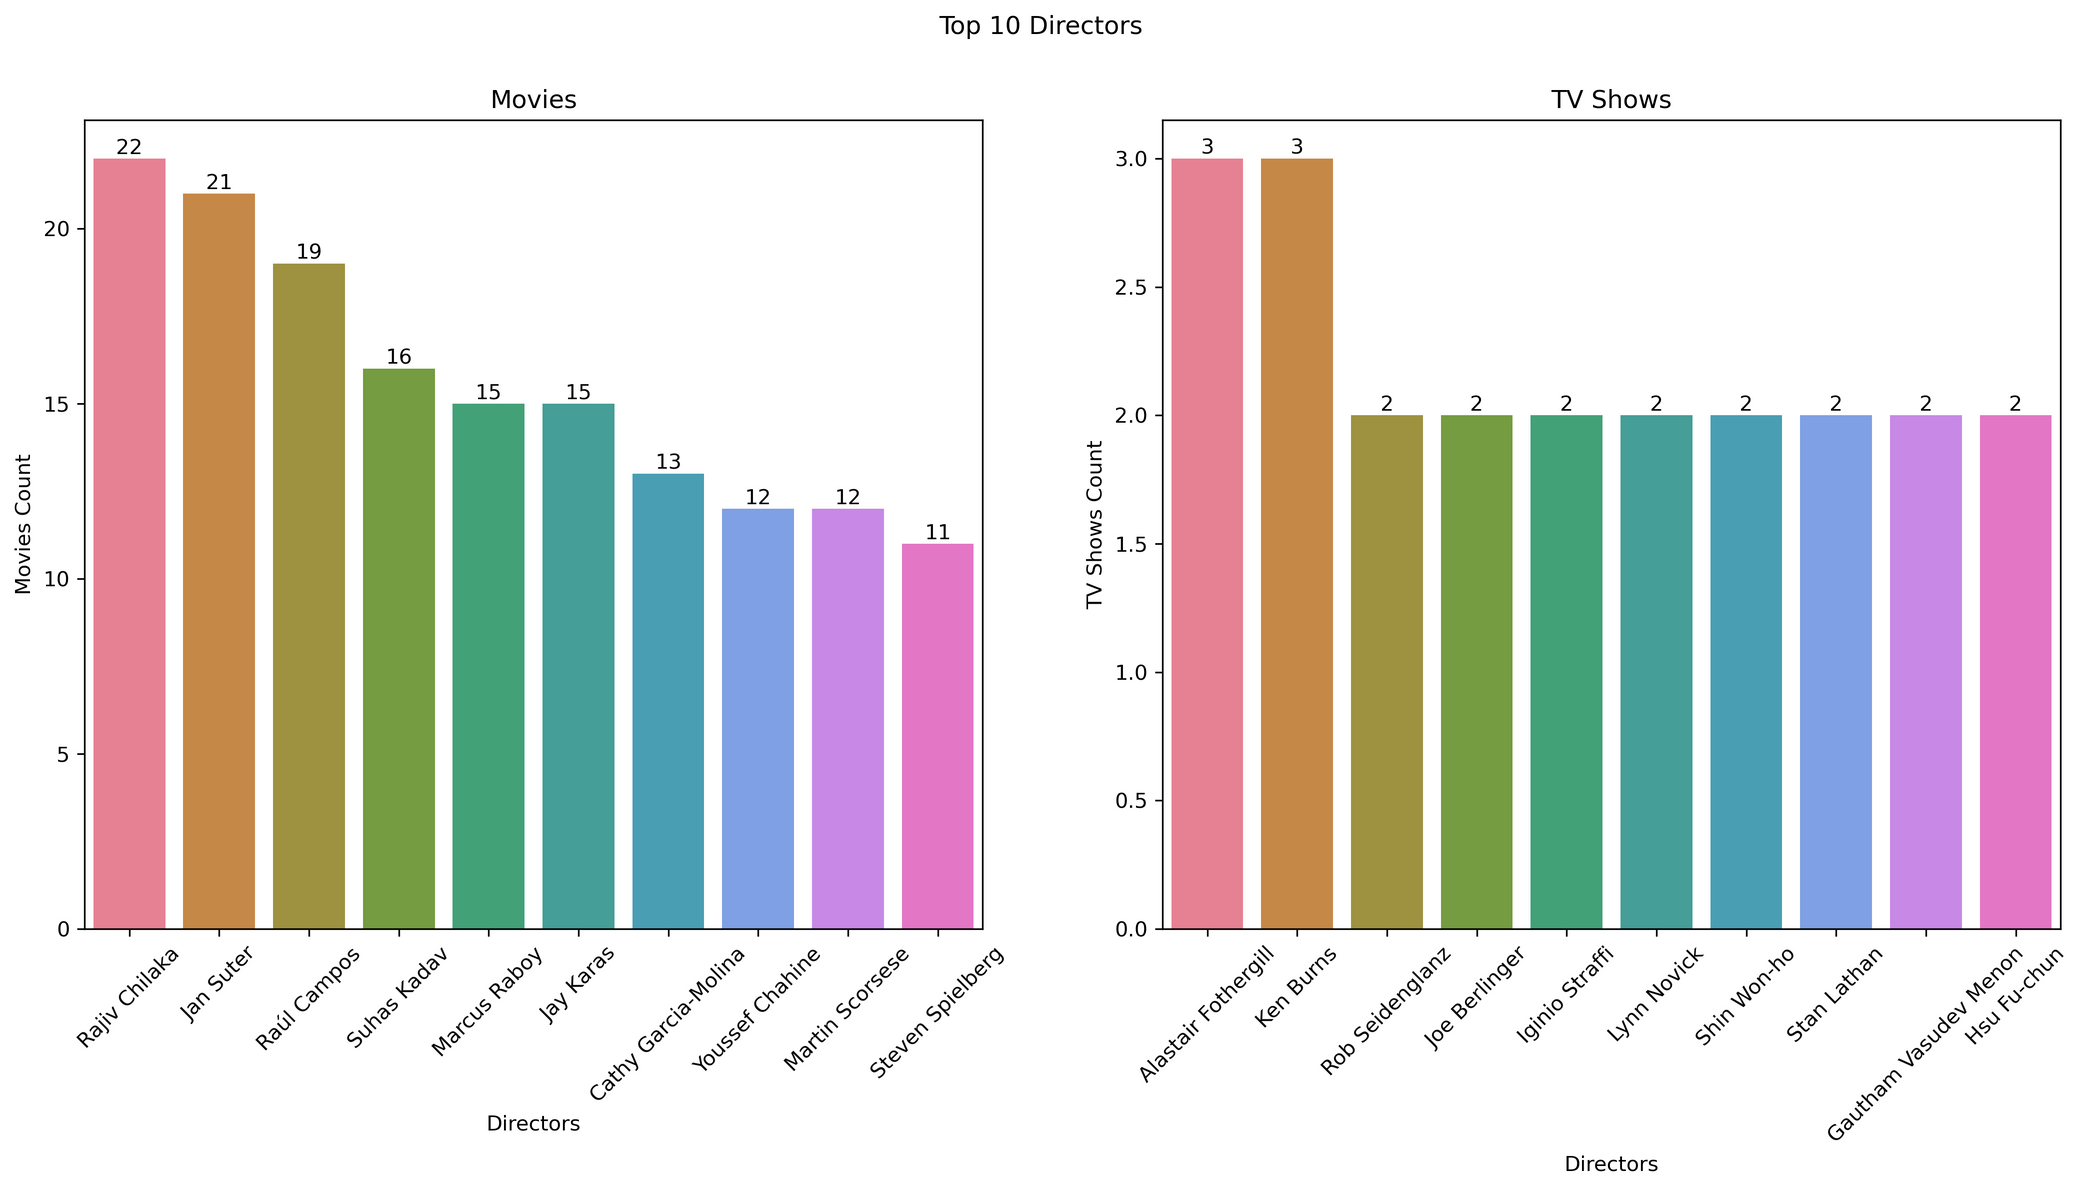 Top 10 Directors
Movies
22
21
19
16
15
15
13
12
12
11
20
15
10
5
0
Movies Count
Rajiv Chilaka
Jan Suter
Raúl Campos
Suhas Kadav
Marcus Raboy
Jay Karas
Cathy Garcia-Molina
Youssef Chahine
Martin Scorsese
Steven Spielberg
Directors
TV Shows
3
3
2
2
2
2
2
2
2
2
3.0
2.5
2.0
1.5
1.0
0.5
0.0
TV Shows Count
Alastair Fothergill
Ken Burns
Rob Seidenglanz
Joe Berlinger
Iginio Straffi
Lynn Novick
Shin Won-ho
Stan Lathan
Gautham Vasudev Menon
Hsu Fu-chun
Directors